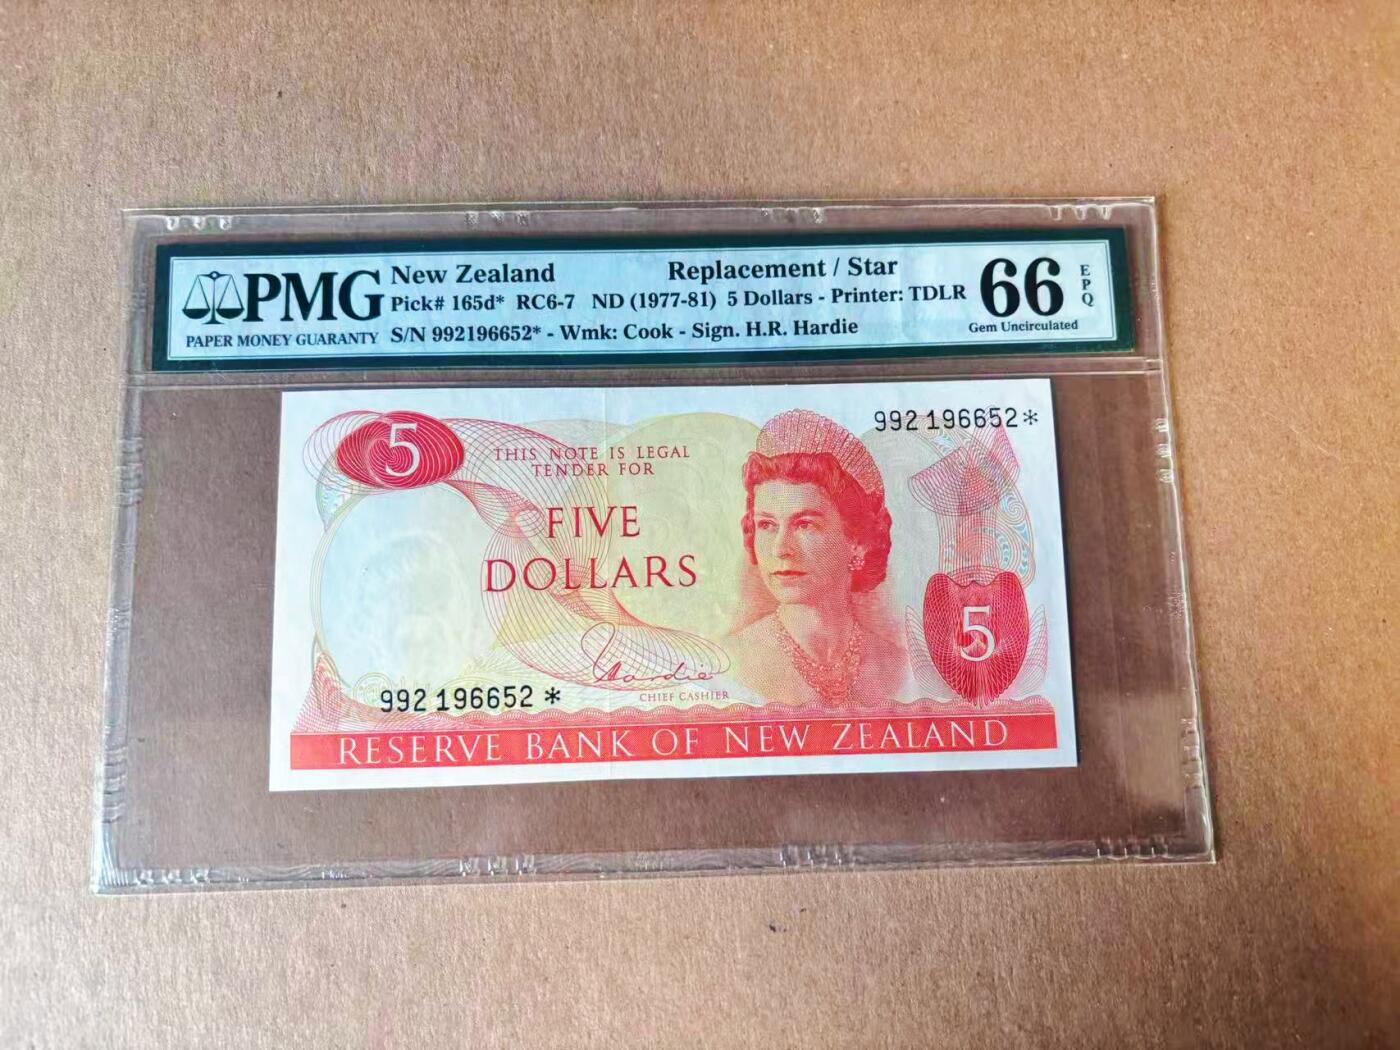 PMG
PAPER MONEY GUARANTY
New Zealand Replacement / Star
Pick# 165d* RC6-7 ND (1977-81) 5 Dollars - Printer: TDLR
S/N 992196652* - Wmk: Cook - Sign. H.R. Hardie
66 EPQ
Gem Uncirculated
5
992 196652*
THIS NOTE IS LEGAL
TENDER FOR
FIVE
DOLLARS
5
Hardie
CHIEF CASHIER
992 196652*
RESERVE BANK OF NEW ZEALAND